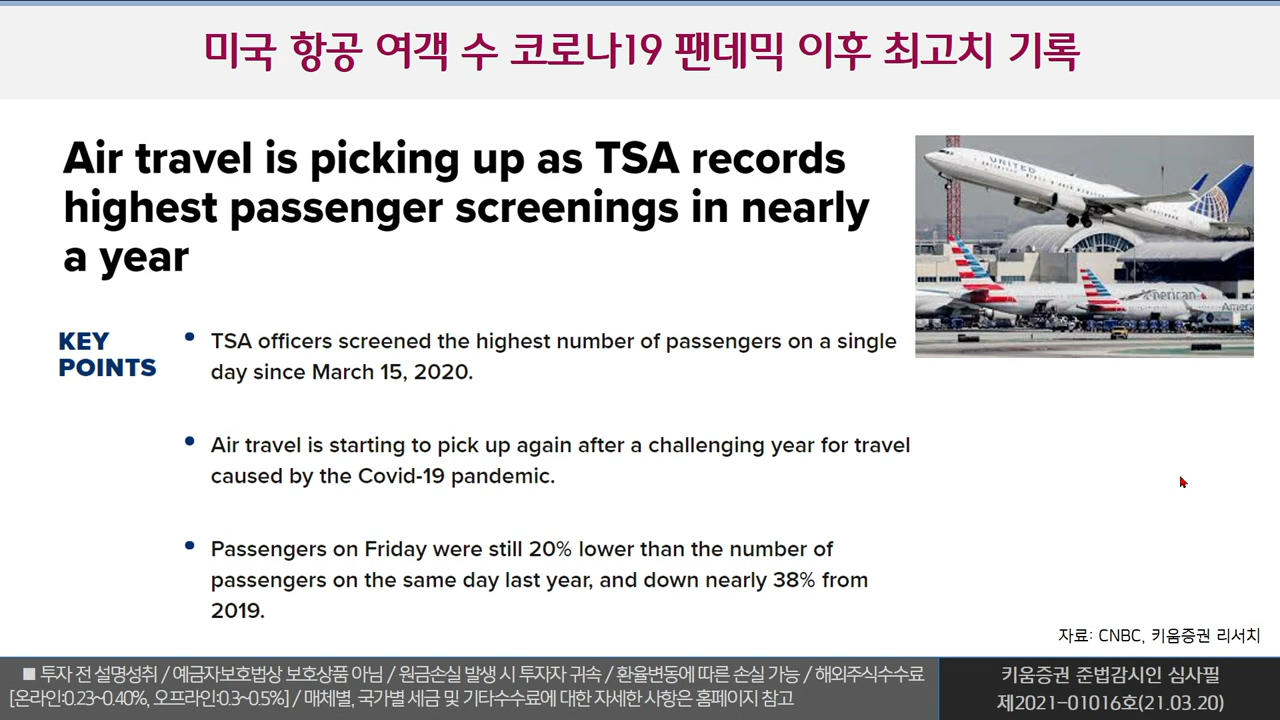 미국 항공 여객 수 코로나19 팬데믹 이후 최고치 기록
Air travel is picking up as TSA records
highest passenger screenings in nearly
a year
UNITED
American
KEY
POINTS
• TSA officers screened the highest number of passengers on a single
day since March 15, 2020.
• Air travel is starting to pick up again after a challenging year for travel
caused by the Covid-19 pandemic.
• Passengers on Friday were still 20% lower than the number of
passengers on the same day last year, and down nearly 38% from
2019.
자료: CNBC, 키움증권 리서치
■ 투자 전 설명성취 / 예금자보호법상 보호상품 아님 / 원금손실 발생 시 투자자 귀속 / 환율변동에 따른 손실 가능 / 해외주식수수료
[온라인:0.23~0.40%, 오프라인:0.3~0.5%] / 매체별, 국가별 세금 및 기타수수료에 대한 자세한 사항은 홈페이지 참고
키움증권 준법감시인 심사필
제2021-01016호(21.03.20)